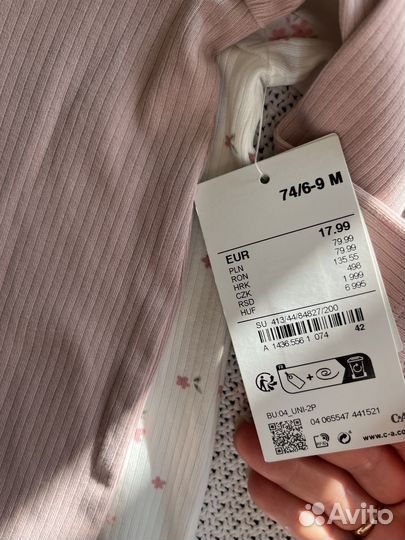 74/6-9 M
EUR 17.99
PLN 79.99
RON 79.99
HRK 135.55
CZK 498
RSD 1 999
HUF 6 995
SU 413/44/84827/200
A 1436.556 1 074 42
BU:04_UNI-2P
04 065547 441521
C&A
www.c-a.co
Avito